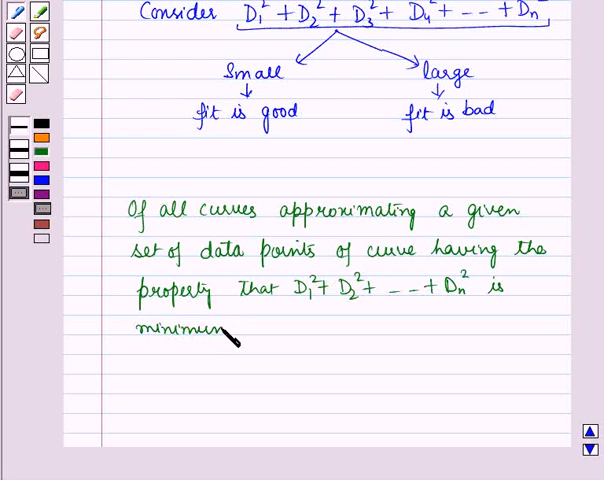 Consider D₁² + D₂² + D₃² + D₄² + -- -- + Dn²
Small large
fit is good fit is bad
Of all curves approximating a given
set of data points of curve having the
property that D₁² + D₂² + -- -- + Dn² is
minimum